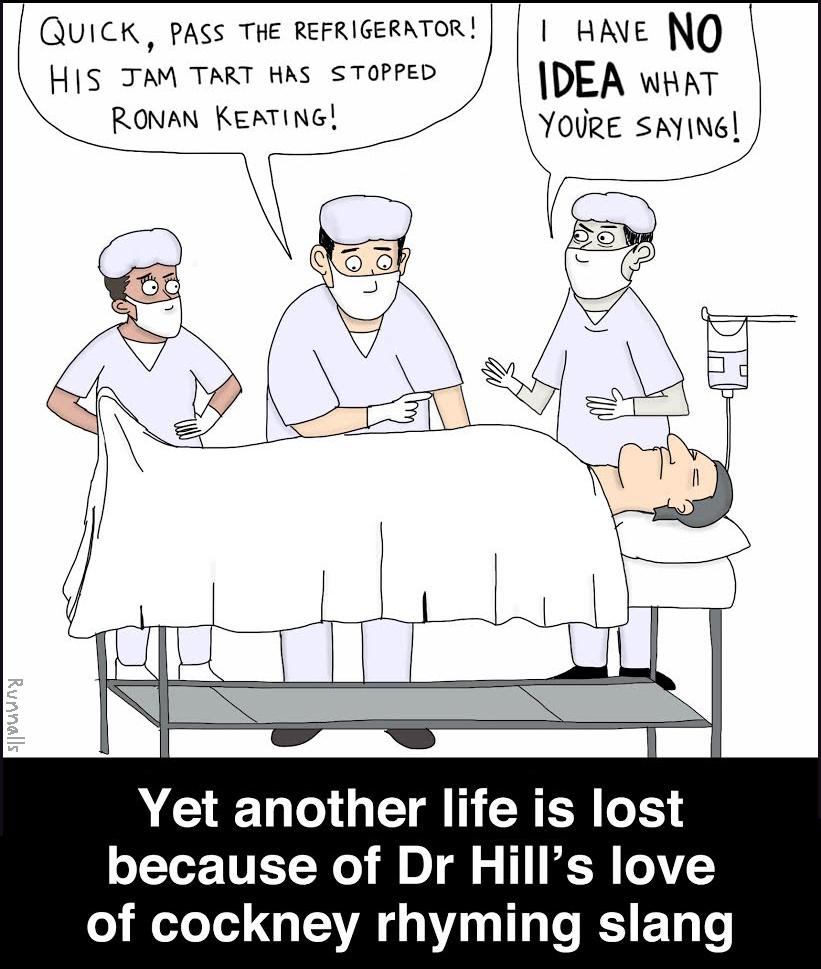 QUICK, PASS THE REFRIGERATOR!
HIS JAM TART HAS STOPPED
RONAN KEATING!
I HAVE NO
IDEA WHAT
YOU'RE SAYING!
Runnalls
Yet another life is lost
because of Dr Hill’s love
of cockney rhyming slang